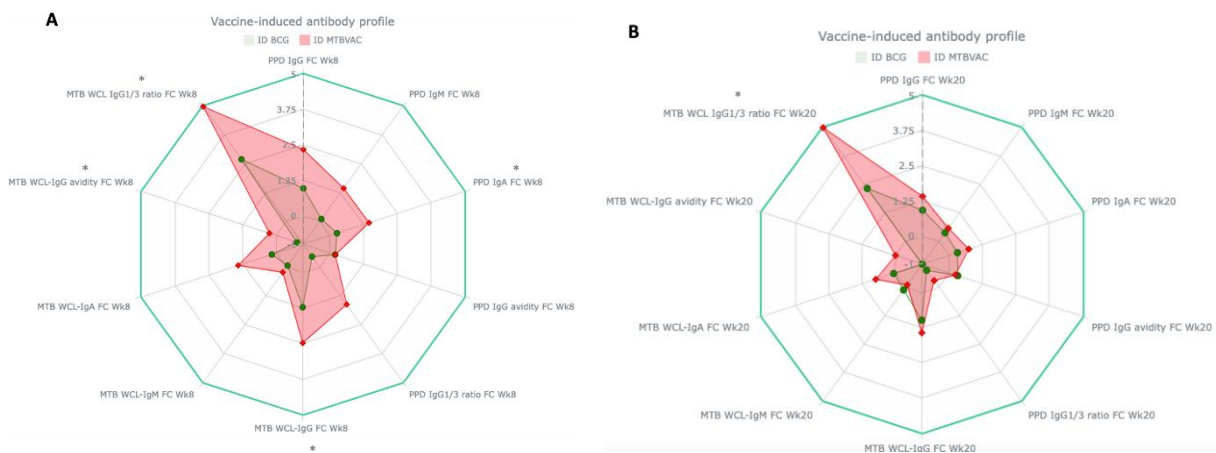 A
Vaccine-induced antibody profile
ID BCG ID MTBVAC
PPD IgG FC Wk8
5
* MTB WCL IgG1/3 ratio FC Wk8
PPD IgM FC Wk8
3.75
2.5
* MTB WCL-IgG avidity FC Wk8
* PPD IgA FC Wk8
1.25
0
-1
MTB WCL-IgA FC Wk8
PPD IgG avidity FC Wk8
MTB WCL-IgM FC Wk8
PPD IgG1/3 ratio FC Wk8
MTB WCL-IgG FC Wk8
*
B
Vaccine-induced antibody profile
ID BCG ID MTBVAC
PPD IgG FC Wk20
5
* MTB WCL IgG1/3 ratio FC Wk20
PPD IgM FC Wk20
3.75
2.5
MTB WCL-IgG avidity FC Wk20
PPD IgA FC Wk20
1.25
0
-1
MTB WCL-IgA FC Wk20
PPD IgG avidity FC Wk20
MTB WCL-IgM FC Wk20
PPD IgG1/3 ratio FC Wk20
MTB WCL-IgG FC Wk20